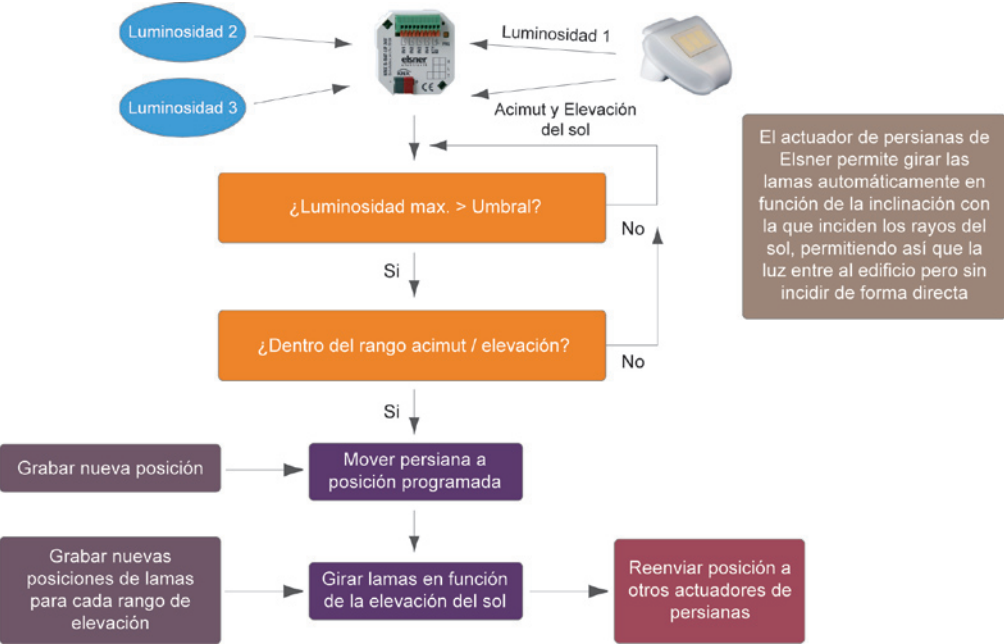 Luminosidad 2
Luminosidad 1
elsner
KNX
CE
Luminosidad 3
Acimut y Elevación
del sol
El actuador de persianas de
Elsner permite girar las
lamas automáticamente en
función de la inclinación con
la que inciden los rayos del
sol, permitiendo así que la
luz entre al edificio pero sin
incidir de forma directa
¿Luminosidad max. > Umbral?
No
Si
¿Dentro del rango acimut / elevación?
No
Si
Grabar nueva posición
Mover persiana a
posición programada
Grabar nuevas
posiciones de lamas
para cada rango de
elevación
Girar lamas en función
de la elevación del sol
Reenviar posición a
otros actuadores de
persianas